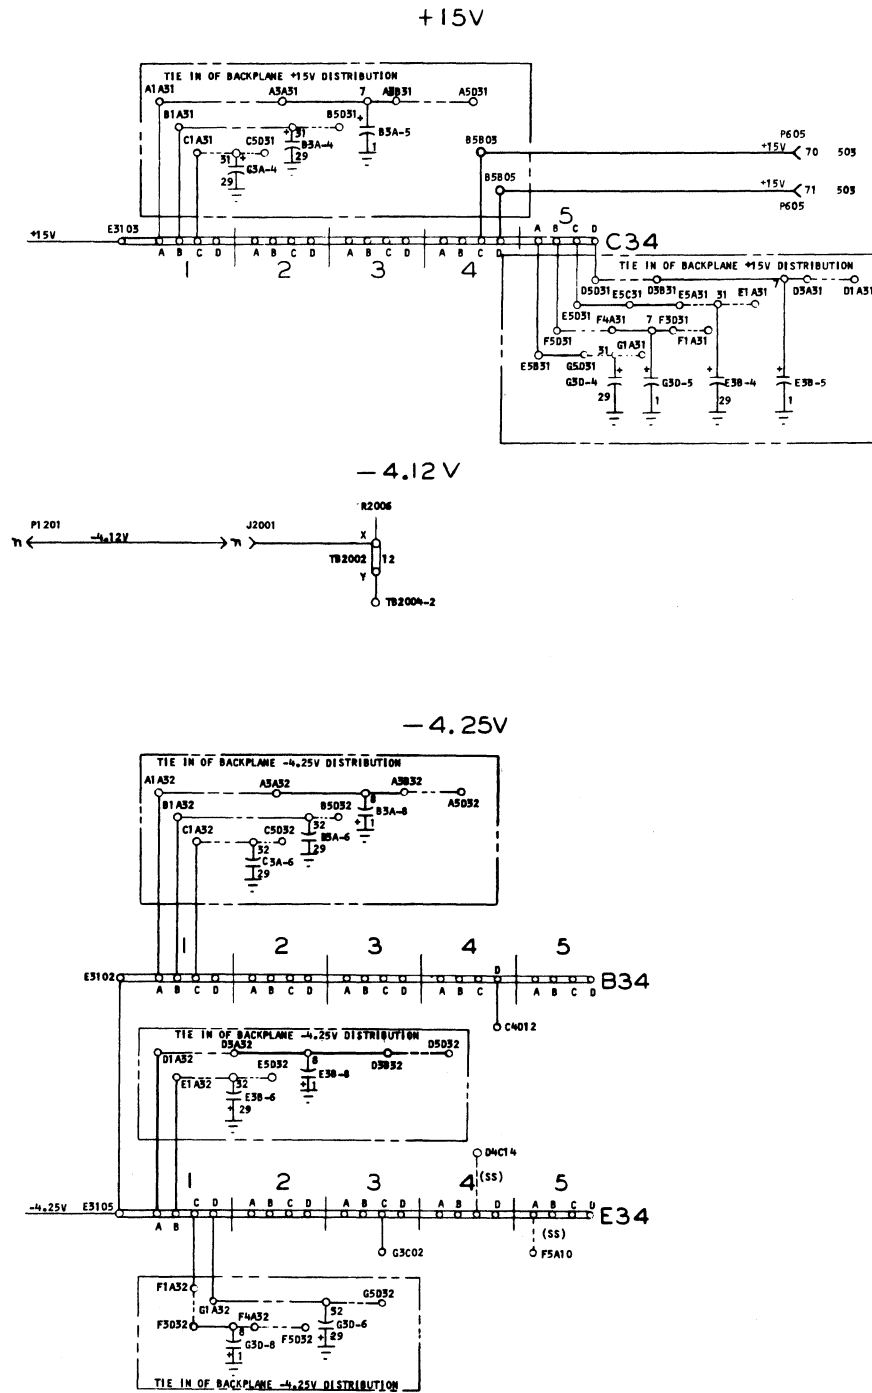 +15V
TIE IN OF BACKPLANE +15V DISTRIBUTION
A1A31 A3A31 7 A3B31 A5D31
B1A31 31 B5D31 + B3A-5
C1A31 C5D31 + B3A-4 1
31 + 29
G3A-4
29
B5B03 +15V P605 70 503
B5B05 +15V 71 503
P605
+15V E3103 5 A B C D C34
A B C D A B C D A B C D A B C D
1 2 3 4
TIE IN OF BACKPLANE +15V DISTRIBUTION
D5D31 D3B31 7 D3A31 D1A31
E5D31 E5C31 E5A31 31 E1A31
F5D31 F4A31 7 F3D31 F1A31
E5B31 G5D31 31 G1A31
+ G3D-4 + G3D-5 + E3B-4 + E3B-5
29 1 29 1
-4.12V
R2006
P1201 -4.12V J2001 X
TB2002 12
Y
TB2004-2
-4.25V
TIE IN OF BACKPLANE -4.25V DISTRIBUTION
A1A32 A3A32 8 A3B32 A5D32
B1A32 32 B5D32 B3A-8
+ 1
C1A32 C5D32 B3A-6
32 29
C3A-6
29
1 2 3 4 5
E3102 D B34
A B C D A B C D A B C D A B C A B C D
C4D12
TIE IN OF BACKPLANE -4.25V DISTRIBUTION
D1A32 D3A32 8 D3B32 D5D32
E1A32 32 E5D32 E3B-8
+ 1
E3B-6
+ 29
D4C14
(SS)
1 2 3 4 5
-4.25V E3105 C D A B C D A B C D A B D A B C D E34
A B
(SS)
G3C02 F5A10
F1A32 G1A32 G5D32
32
F3D32 F4A32 F5D32 G3D-6
8 + 29
G3D-8
+ 1
TIE IN OF BACKPLANE -4.25V DISTRIBUTION